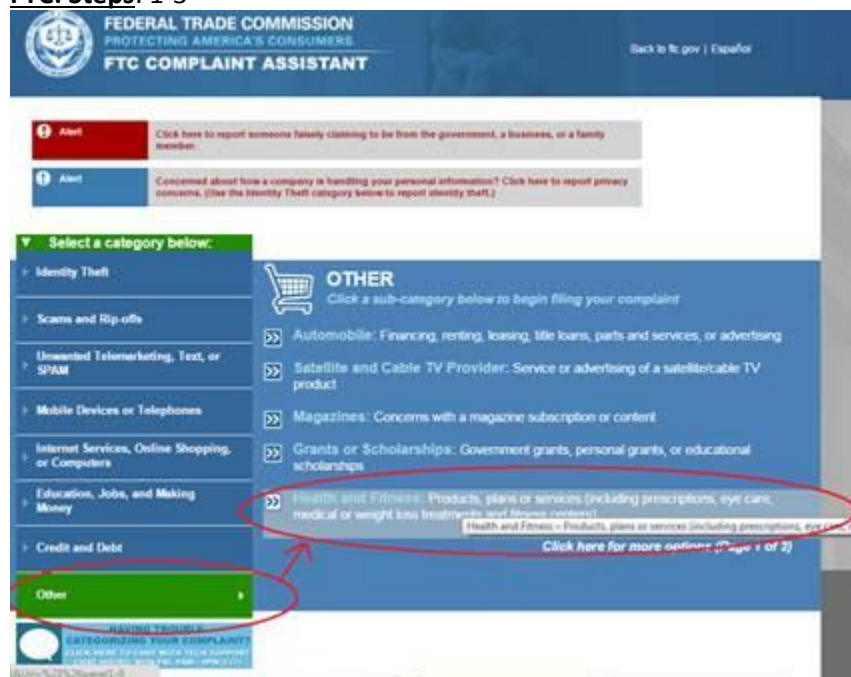 FTC. Steps: 1-3
FEDERAL TRADE COMMISSION
PROTECTING AMERICA'S CONSUMERS
FTC COMPLAINT ASSISTANT
Back to ftc.gov | Español
Alert
Click here to report someone falsely claiming to be from the government, a business, or a family
member.
Alert
Concerned about how a company is handling your personal information? Click here to report privacy
concerns. (Use the Identity Theft category below to report identity theft.)
Select a category below:
Identity Theft
Scams and Rip-offs
Unwanted Telemarketing, Text, or
SPAM
Mobile Devices or Telephones
Internet Services, Online Shopping,
or Computers
Education, Jobs, and Making
Money
Credit and Debt
Other
OTHER
Click a sub-category below to begin filing your complaint
Automobile: Financing, renting, leasing, title loans, parts and services, or advertising
Satellite and Cable TV Provider: Service or advertising of a satellite/cable TV
product
Magazines: Concerns with a magazine subscription or content
Grants or Scholarships: Government grants, personal grants, or educational
scholarships
Health and Fitness: Products, plans or services (including prescriptions, eye care,
medical or weight loss treatments and fitness centers)
Health and Fitness - Products, plans or services (including prescriptions, eye care,
Click here for more options (Page 1 of 2)
HAVING TROUBLE
CATEGORIZING YOUR COMPLAINT?
CLICK HERE TO CHAT WITH TECH SUPPORT